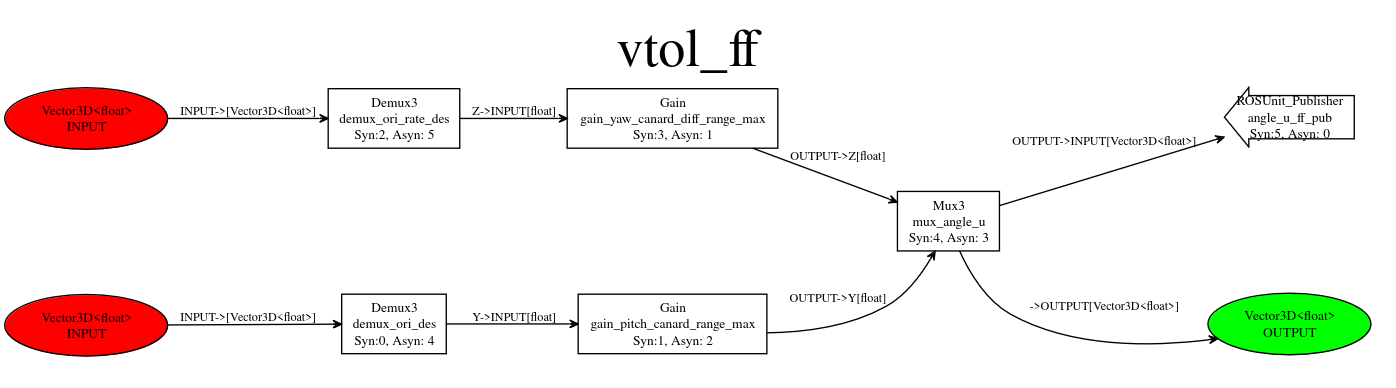 vtol_ff
Vector3D<float>
INPUT
INPUT->[Vector3D<float>]
Demux3
demux_ori_rate_des
Syn:2, Asyn: 5
Z->INPUT[float]
Gain
gain_yaw_canard_diff_range_max
Syn:3, Asyn: 1
OUTPUT->Z[float]
Mux3
mux_angle_u
Syn:4, Asyn: 3
OUTPUT->INPUT[Vector3D<float>]
ROSUnit_Publisher
angle_u_ff_pub
Syn:5, Asyn: 0
Vector3D<float>
INPUT
INPUT->[Vector3D<float>]
Demux3
demux_ori_des
Syn:0, Asyn: 4
Y->INPUT[float]
Gain
gain_pitch_canard_range_max
Syn:1, Asyn: 2
OUTPUT->Y[float]
->OUTPUT[Vector3D<float>]
Vector3D<float>
OUTPUT